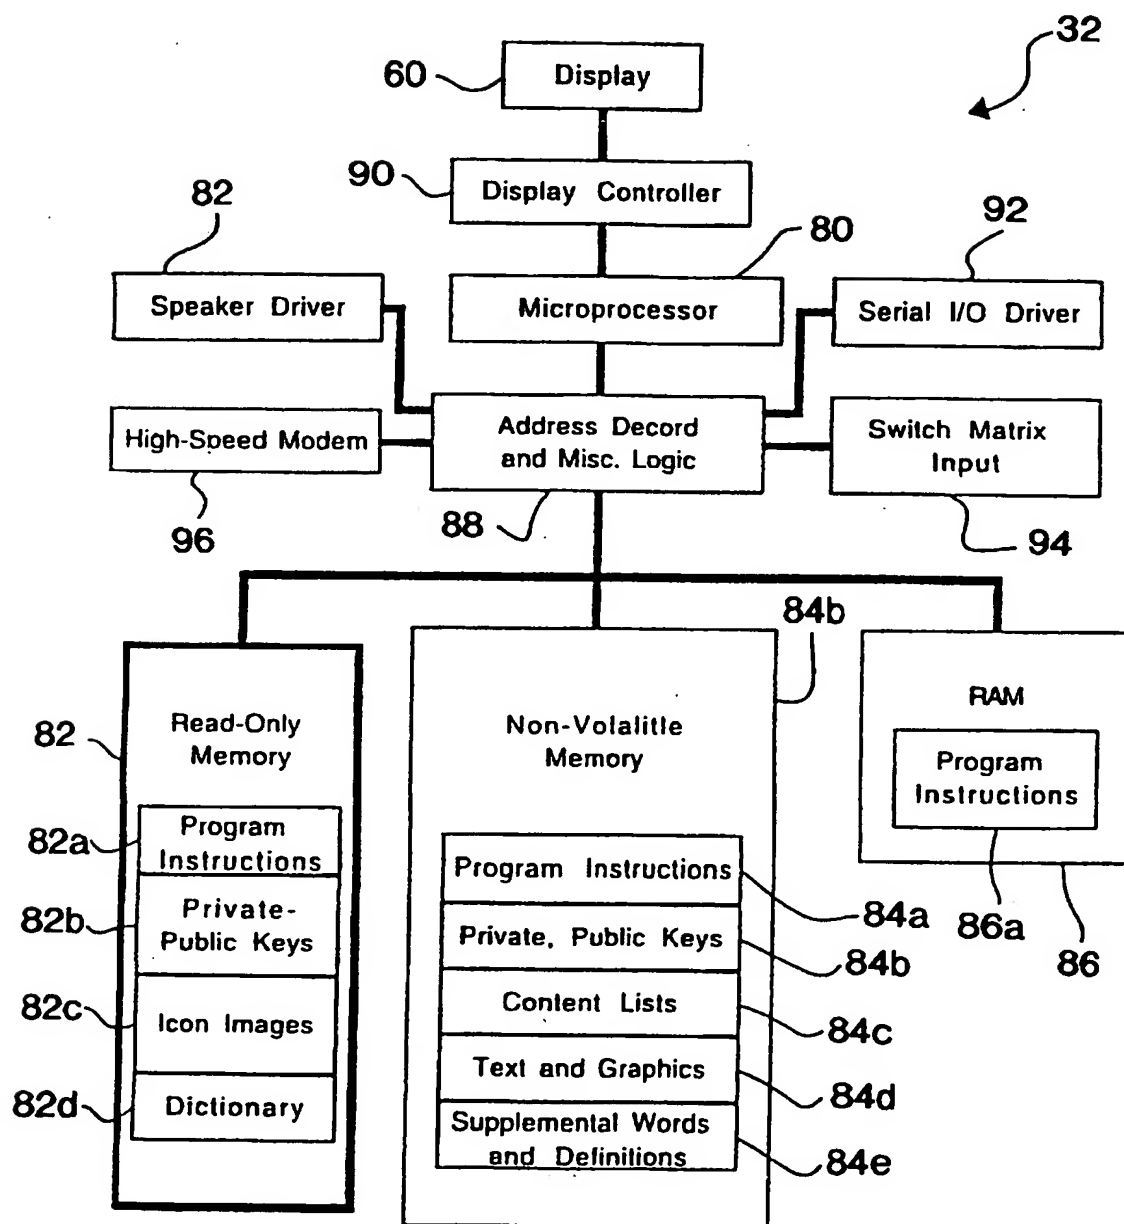 32
60
Display
90
Display Controller
82
80
92
Speaker Driver
Microprocessor
Serial I/O Driver
High-Speed Modem
Address Decord
and Misc. Logic
Switch Matrix
Input
96
88
94
84b
82
Read-Only
Memory
Non-Volalitle
Memory
RAM
Program
Instructions
82a
Program
Instructions
82b
Private-
Public Keys
82c
Icon Images
82d
Dictionary
Program Instructions
84a
Private, Public Keys
84b
Content Lists
84c
Text and Graphics
84d
Supplemental Words
and Definitions
84e
86a
86